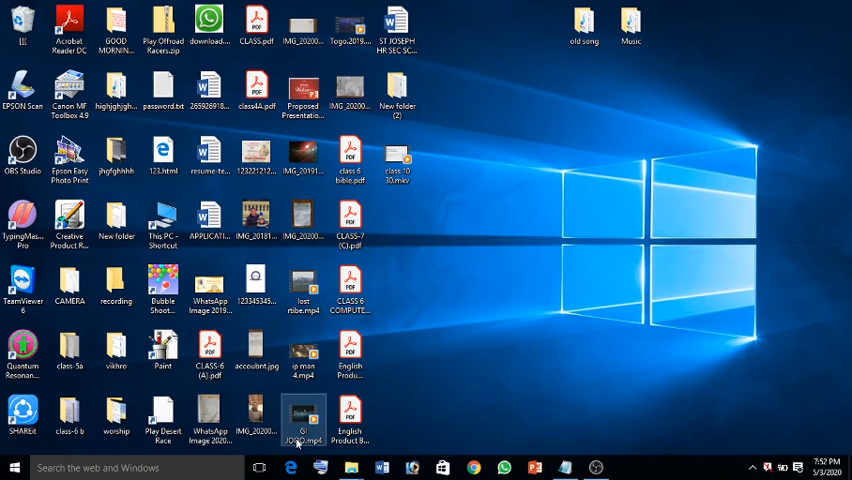 Acrobat
Reader DC
GOOD
MORNIN...
Play Offroad
Racers.zip
download....
CLASS.pdf
IMG_20200...
Togo.2019....
ST JOSEPH
HR SEC SC...
old song
Music
EPSON Scan
Canon MF
Toolbox 4.9
highjghjgh...
password.txt
265926918...
class4A.pdf
Proposed
Presentatio...
IMG_20200...
New folder
(2)
OBS Studio
Epson Easy
Photo Print
jhgfghhhh
123.html
resume-te...
123221212...
IMG_20191...
class 6
bible.pdf
class 10
30.mkv
TypingMas...
Pro
Creative
Product R...
New folder
This PC -
Shortcut
APPLICATI...
IMG_20181...
IMG_20200...
CLASS-7
(C).pdf
TeamViewer
6
CAMERA
recording
Bubble
Shoot...
WhatsApp
Image 2019...
123345345...
lost
rtibe.mp4
CLASS 6
COMPUTE...
Quantum
Resonan...
class-5a
vikhro
Paint
CLASS-6
(A).pdf
accoubnt.jpg
ip man
4.mp4
English
Produ...
SHAREit
class-6 b
worship
Play Desert
Race
WhatsApp
Image 2020...
IMG_20200...
GI
JOOO.mp4
English
Product B...
Search the web and Windows
7:52 PM
5/3/2020